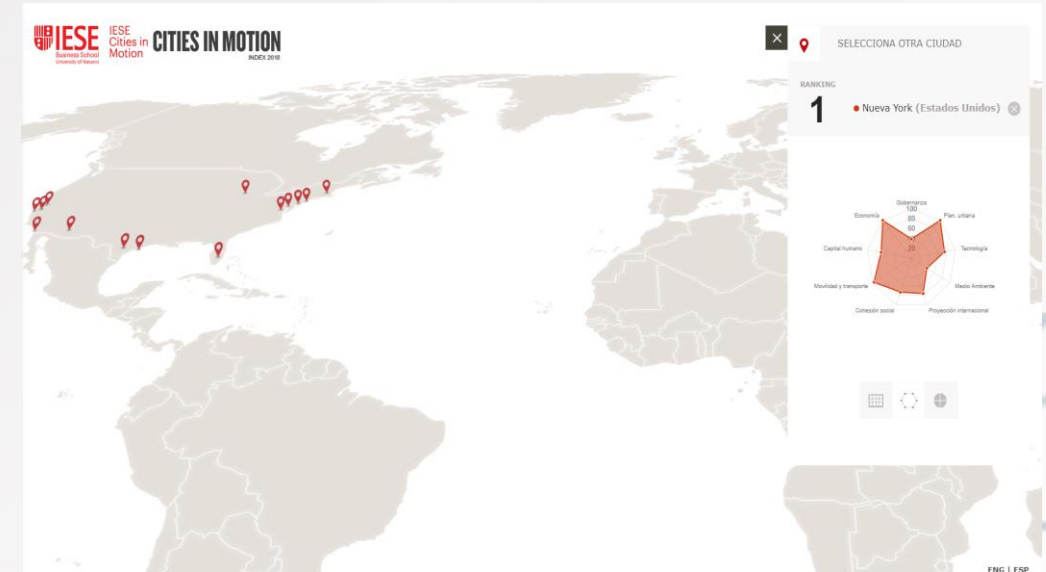 IESE
Business School
University of Navarra
IESE
Cities in
Motion
CITIES IN MOTION
INDEX 2018
×
SELECCIONA OTRA CIUDAD
RANKING
1
Nueva York (Estados Unidos)
Gobernanza
100
80
60
20
Plan. urbana
Tecnología
Medio Ambiente
Proyección internacional
Cohesión social
Movilidad y transporte
Capital humano
Economía
ENG | ESP